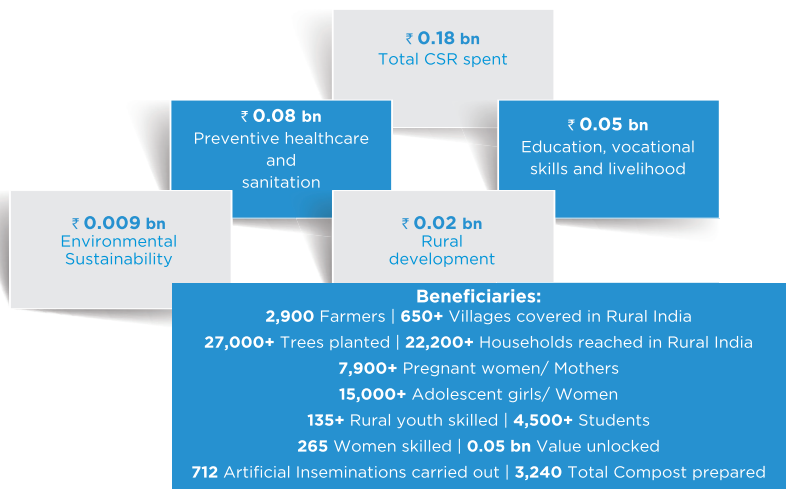 ₹ 0.18 bn
Total CSR spent
₹ 0.08 bn
Preventive healthcare
and
sanitation
₹ 0.05 bn
Education, vocational
skills and livelihood
₹ 0.009 bn
Environmental
Sustainability
₹ 0.02 bn
Rural
development
Beneficiaries:
2,900 Farmers | 650+ Villages covered in Rural India
27,000+ Trees planted | 22,200+ Households reached in Rural India
7,900+ Pregnant women/ Mothers
15,000+ Adolescent girls/ Women
135+ Rural youth skilled | 4,500+ Students
265 Women skilled | 0.05 bn Value unlocked
712 Artificial Inseminations carried out | 3,240 Total Compost prepared